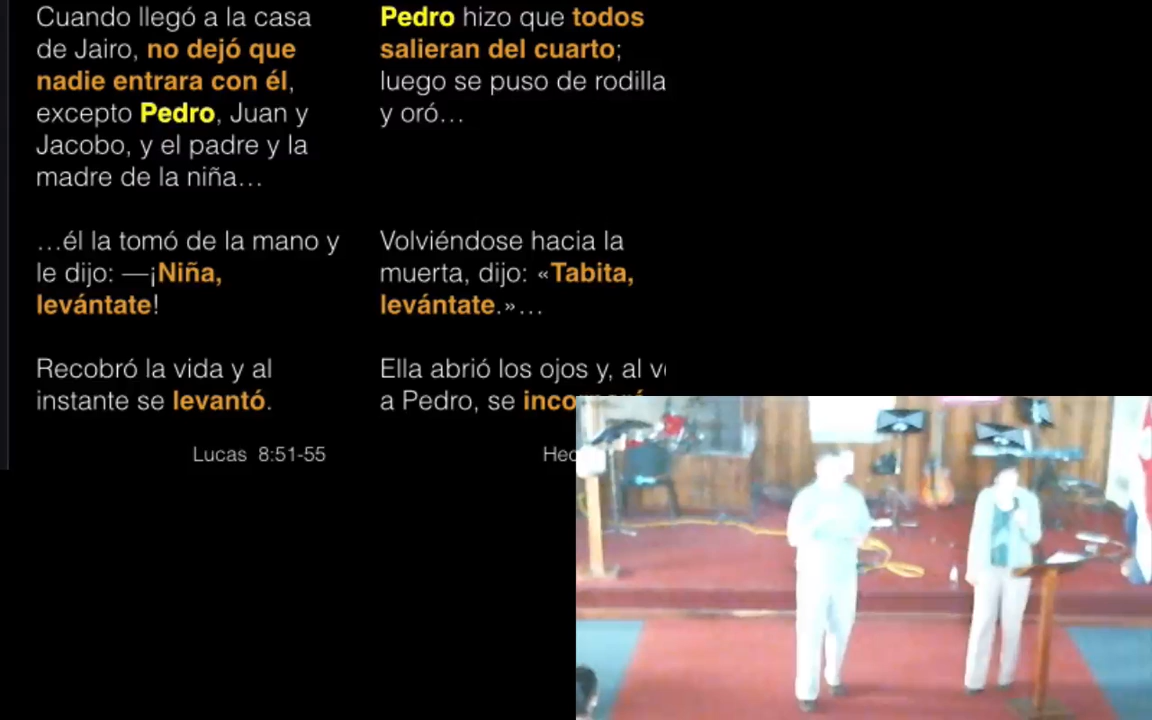 Cuando llegó a la casa
de Jairo, no dejó que
nadie entrara con él,
excepto Pedro, Juan y
Jacobo, y el padre y la
madre de la niña…
…él la tomó de la mano y
le dijo: —¡Niña,
levántate!
Recobró la vida y al
instante se levantó.
Lucas 8:51-55
Pedro hizo que todos
salieran del cuarto;
luego se puso de rodilla
y oró…
Volviéndose hacia la
muerta, dijo: «Tabita,
levántate.»…
Ella abrió los ojos y, al
a Pedro, se